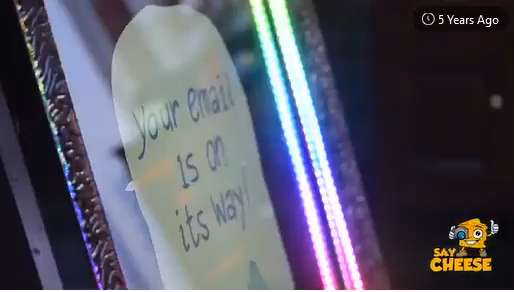 5 Years Ago
Your email
is on
its way!
SAY
CHEESE